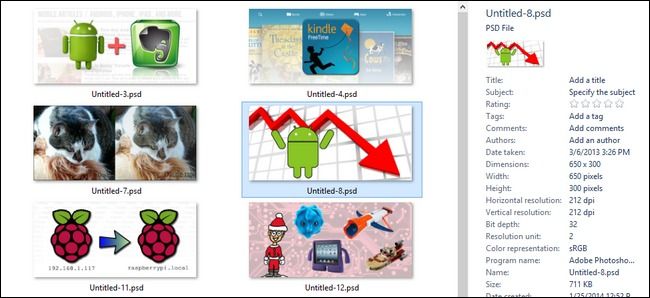 kindle
FreeTime
Untitled-3.psd
Untitled-4.psd
Untitled-7.psd
Untitled-8.psd
192.168.1.117
raspberrypi.local
Untitled-11.psd
Untitled-12.psd
Untitled-8.psd
PSD File
Title: Add a title
Subject: Specify the subject
Rating:
Tags: Add a tag
Comments: Add comments
Authors: Add an author
Date taken: 3/6/2013 3:26 PM
Dimensions: 650 x 300
Width: 650 pixels
Height: 300 pixels
Horizontal resolution: 212 dpi
Vertical resolution: 212 dpi
Bit depth: 32
Resolution unit: 2
Color representation: sRGB
Program name: Adobe Photosho...
Name: Untitled-8.psd
Size: 711 KB
Date created: 1/25/2014 12:52 P